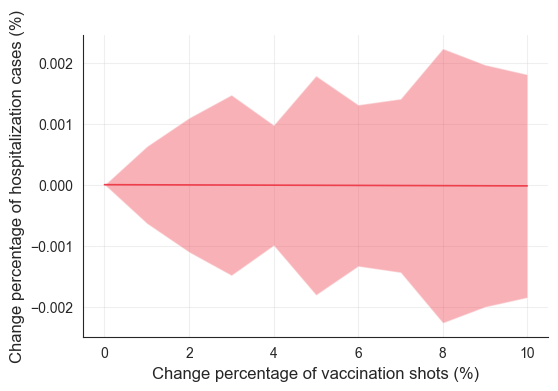 Change percentage of hospitalization cases (%)
0.002
0.001
0.000
−0.001
−0.002
0 2 4 6 8 10
Change percentage of vaccination shots (%)